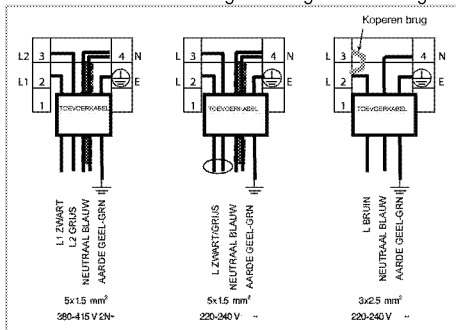 Koperen brug
L2 3 4 N
L1 2 E
1
TOEVOERKABEL
L1 ZWART
L2 GRIJS
NEUTRAAL BLAUW
AARDE GEEL-GRN
5x1.5 mm²
380-415 V 2N~
L 3 4 N
L 2 E
1
TOEVOERKABEL
L ZWART/GRIJS
NEUTRAAL BLAUW
AARDE GEEL-GRN
5x1.5 mm²
220-240 V ~
L 3 4 N
L 2 E
1
TOEVOERKABEL
L BRUIN
NEUTRAAL BLAUW
AARDE GEEL-GRN
3x2.5 mm²
220-240 V ~